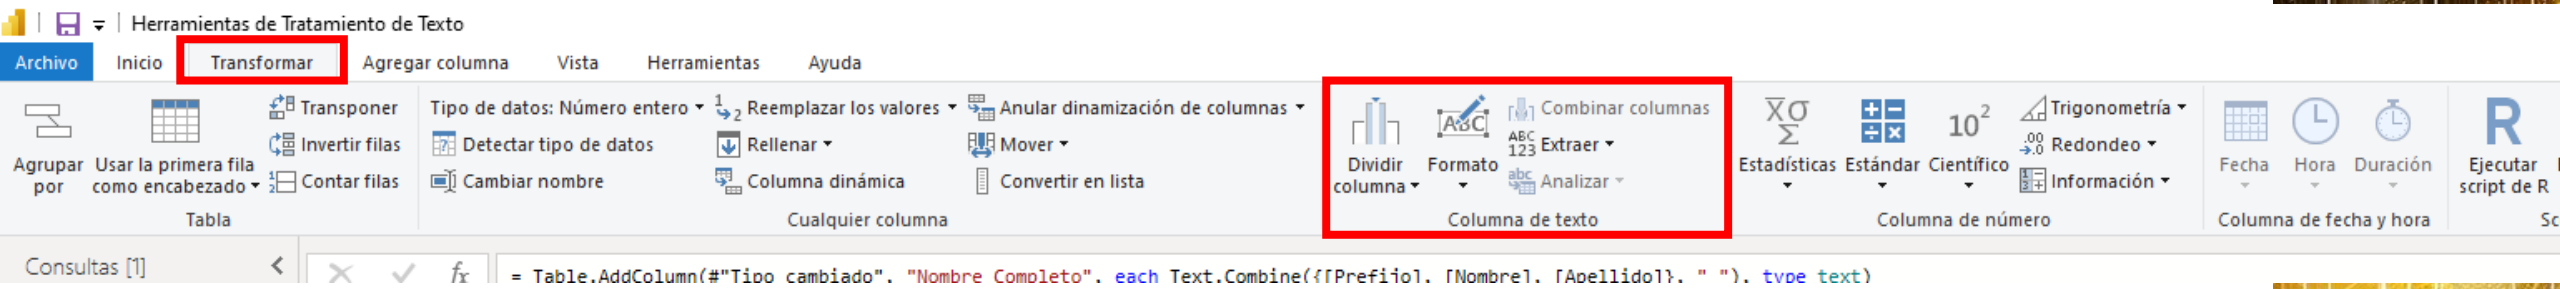 Herramientas de Tratamiento de Texto
Archivo Inicio Transformar Agregar columna Vista Herramientas Ayuda
Agrupar por
Usar la primera fila como encabezado
Transponer
Invertir filas
Contar filas
Tabla
Tipo de datos: Número entero
Detectar tipo de datos
Cambiar nombre
Reemplazar los valores
Rellenar
Columna dinámica
Anular dinamización de columnas
Mover
Convertir en lista
Cualquier columna
Dividir columna
Formato
Combinar columnas
Extraer
Analizar
Columna de texto
Estadísticas
Estándar
Científico
Trigonometría
Redondeo
Información
Columna de número
Fecha
Hora
Duración
Columna de fecha y hora
Ejecutar script de R
Sc
Consultas [1]
= Table.AddColumn(#"Tipo cambiado", "Nombre Completo", each Text.Combine({[Prefijo], [Nombre], [Apellido]}, " "), type text)